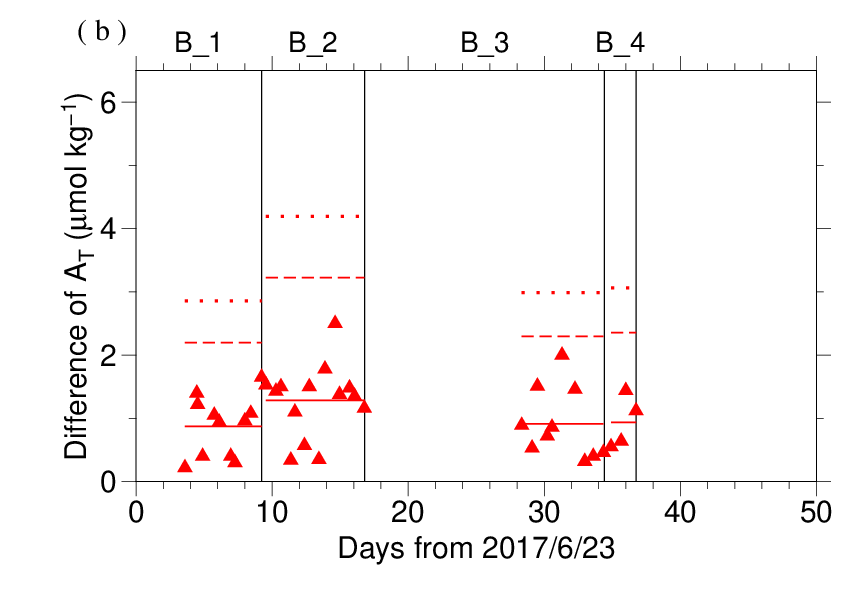 ( b )
B_1 B_2 B_3 B_4
Difference of A_T (μmol kg⁻¹)
6
4
2
0
0 10 20 30 40 50
Days from 2017/6/23